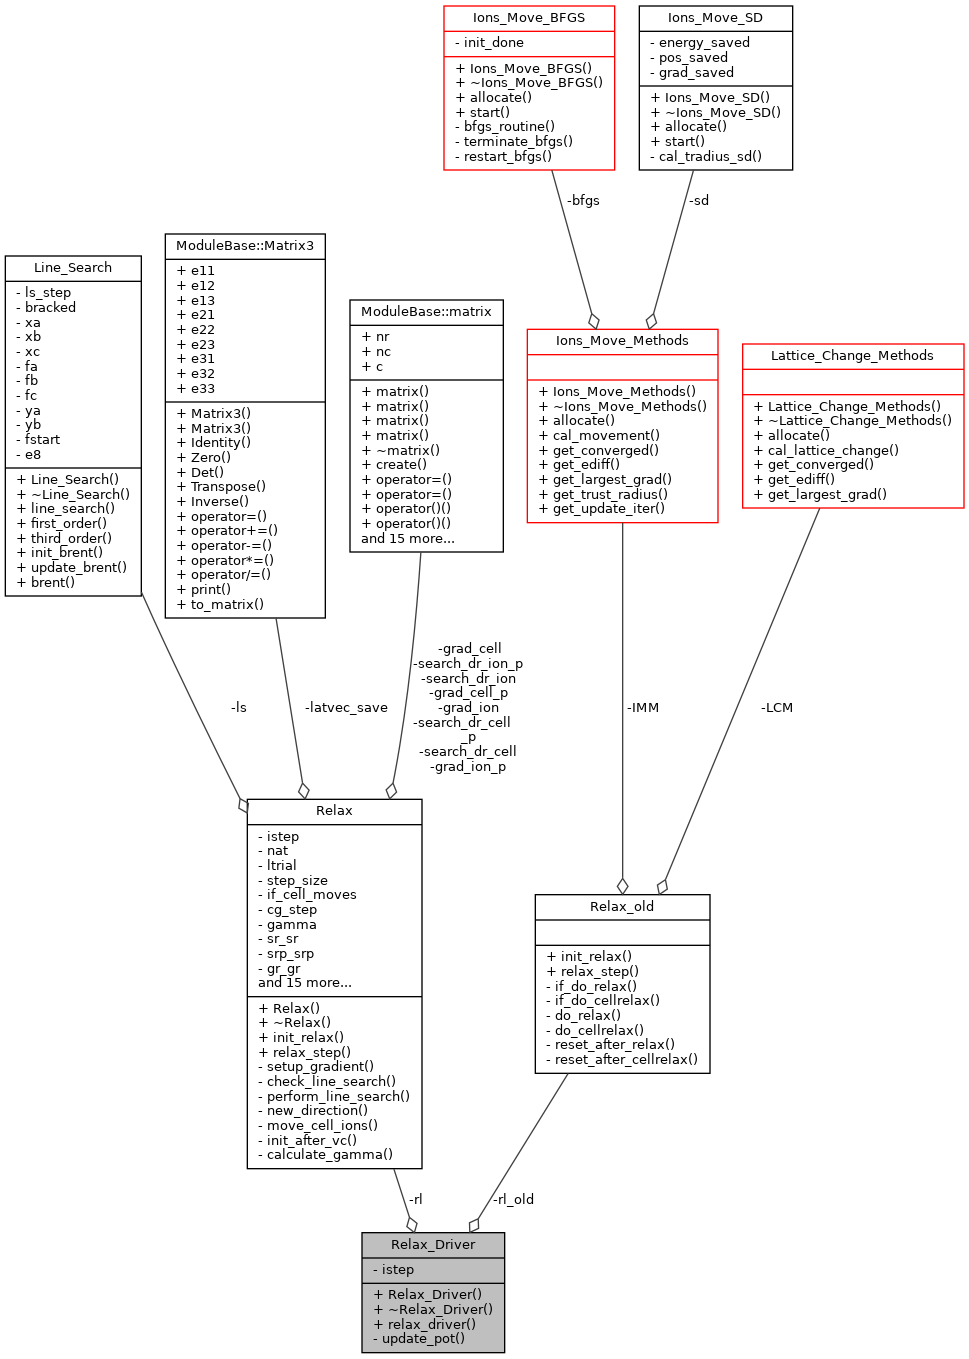 Ions_Move_BFGS
- init_done
+ Ions_Move_BFGS()
+ ~Ions_Move_BFGS()
+ allocate()
+ start()
- bfgs_routine()
- terminate_bfgs()
- restart_bfgs()
Ions_Move_SD
- energy_saved
- pos_saved
- grad_saved
+ Ions_Move_SD()
+ ~Ions_Move_SD()
+ allocate()
+ start()
- cal_tradius_sd()
-bfgs
-sd
Line_Search
- ls_step
- bracked
- xa
- xb
- xc
- fa
- fb
- fc
- ya
- yb
- fstart
- e8
+ Line_Search()
+ ~Line_Search()
+ line_search()
+ first_order()
+ third_order()
+ init_brent()
+ update_brent()
+ brent()
ModuleBase::Matrix3
+ e11
+ e12
+ e13
+ e21
+ e22
+ e23
+ e31
+ e32
+ e33
+ Matrix3()
+ Matrix3()
+ Identity()
+ Zero()
+ Det()
+ Transpose()
+ Inverse()
+ operator=()
+ operator+=()
+ operator-=()
+ operator*=()
+ operator/=()
+ print()
+ to_matrix()
ModuleBase::matrix
+ nr
+ nc
+ c
+ matrix()
+ matrix()
+ matrix()
+ matrix()
+ ~matrix()
+ create()
+ operator=()
+ operator=()
+ operator()()
+ operator()()
and 15 more...
Ions_Move_Methods
+ Ions_Move_Methods()
+ ~Ions_Move_Methods()
+ allocate()
+ cal_movement()
+ get_converged()
+ get_ediff()
+ get_largest_grad()
+ get_trust_radius()
+ get_update_iter()
Lattice_Change_Methods
+ Lattice_Change_Methods()
+ ~Lattice_Change_Methods()
+ allocate()
+ cal_lattice_change()
+ get_converged()
+ get_ediff()
+ get_largest_grad()
-ls
-latvec_save
-grad_cell
-search_dr_ion_p
-search_dr_ion
-grad_cell_p
-grad_ion
-search_dr_cell
_p
-search_dr_cell
-grad_ion_p
-IMM
-LCM
Relax
- istep
- nat
- ltrial
- step_size
- if_cell_moves
- cg_step
- gamma
- sr_sr
- srp_srp
- gr_gr
and 15 more...
+ Relax()
+ ~Relax()
+ init_relax()
+ relax_step()
- setup_gradient()
- check_line_search()
- perform_line_search()
- new_direction()
- move_cell_ions()
- init_after_vc()
- calculate_gamma()
Relax_old
+ init_relax()
+ relax_step()
- if_do_relax()
- if_do_cellrelax()
- do_relax()
- do_cellrelax()
- reset_after_relax()
- reset_after_cellrelax()
-rl
-rl_old
Relax_Driver
- istep
+ Relax_Driver()
+ ~Relax_Driver()
+ relax_driver()
- update_pot()